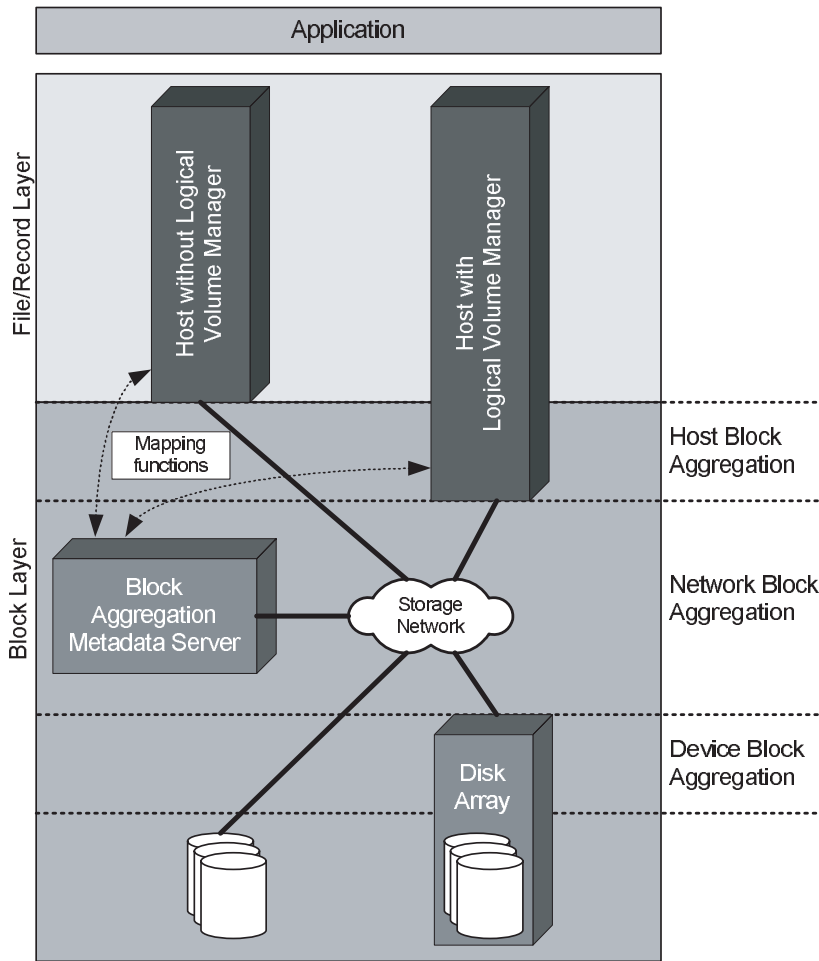 Application
File/Record Layer
Host without Logical
Volume Manager
Host with
Logical Volume Manager
Mapping
functions
Host Block
Aggregation
Block Layer
Block
Aggregation
Metadata Server
Storage
Network
Network Block
Aggregation
Disk
Array
Device Block
Aggregation